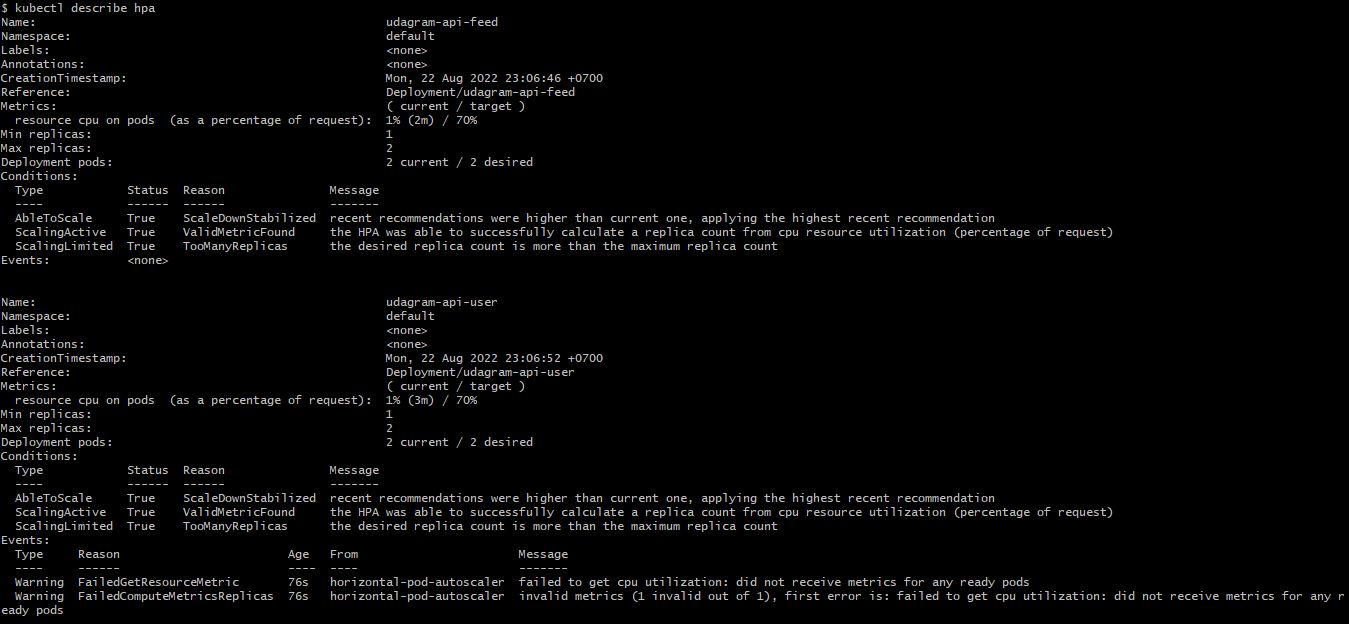 $ kubectl describe hpa
Name:                                                  udagram-api-feed
Namespace:                                             default
Labels:                                                <none>
Annotations:                                           <none>
CreationTimestamp:                                     Mon, 22 Aug 2022 23:06:46 +0700
Reference:                                             Deployment/udagram-api-feed
Metrics:                                               ( current / target )
  resource cpu on pods  (as a percentage of request):  1% (2m) / 70%
Min replicas:                                          1
Max replicas:                                          2
Deployment pods:                                       2 current / 2 desired
Conditions:
  Type            Status  Reason               Message
  ----            ------  ------               -------
  AbleToScale     True    ScaleDownStabilized  recent recommendations were higher than current one, applying the highest recent recommendation
  ScalingActive   True    ValidMetricFound     the HPA was able to successfully calculate a replica count from cpu resource utilization (percentage of request)
  ScalingLimited  True    TooManyReplicas      the desired replica count is more than the maximum replica count
Events:           <none>
Name:                                                  udagram-api-user
Namespace:                                             default
Labels:                                                <none>
Annotations:                                           <none>
CreationTimestamp:                                     Mon, 22 Aug 2022 23:06:52 +0700
Reference:                                             Deployment/udagram-api-user
Metrics:                                               ( current / target )
  resource cpu on pods  (as a percentage of request):  1% (3m) / 70%
Min replicas:                                          1
Max replicas:                                          2
Deployment pods:                                       2 current / 2 desired
Conditions:
  Type            Status  Reason               Message
  ----            ------  ------               -------
  AbleToScale     True    ScaleDownStabilized  recent recommendations were higher than current one, applying the highest recent recommendation
  ScalingActive   True    ValidMetricFound     the HPA was able to successfully calculate a replica count from cpu resource utilization (percentage of request)
  ScalingLimited  True    TooManyReplicas      the desired replica count is more than the maximum replica count
Events:
  Type     Reason                        Age   From                       Message
  ----     ------                        ----  ----                       -------
  Warning  FailedGetResourceMetric       76s   horizontal-pod-autoscaler  failed to get cpu utilization: did not receive metrics for any ready pods
  Warning  FailedComputeMetricsReplicas  76s   horizontal-pod-autoscaler  invalid metrics (1 invalid out of 1), first error is: failed to get cpu utilization: did not receive metrics for any r
eady pods